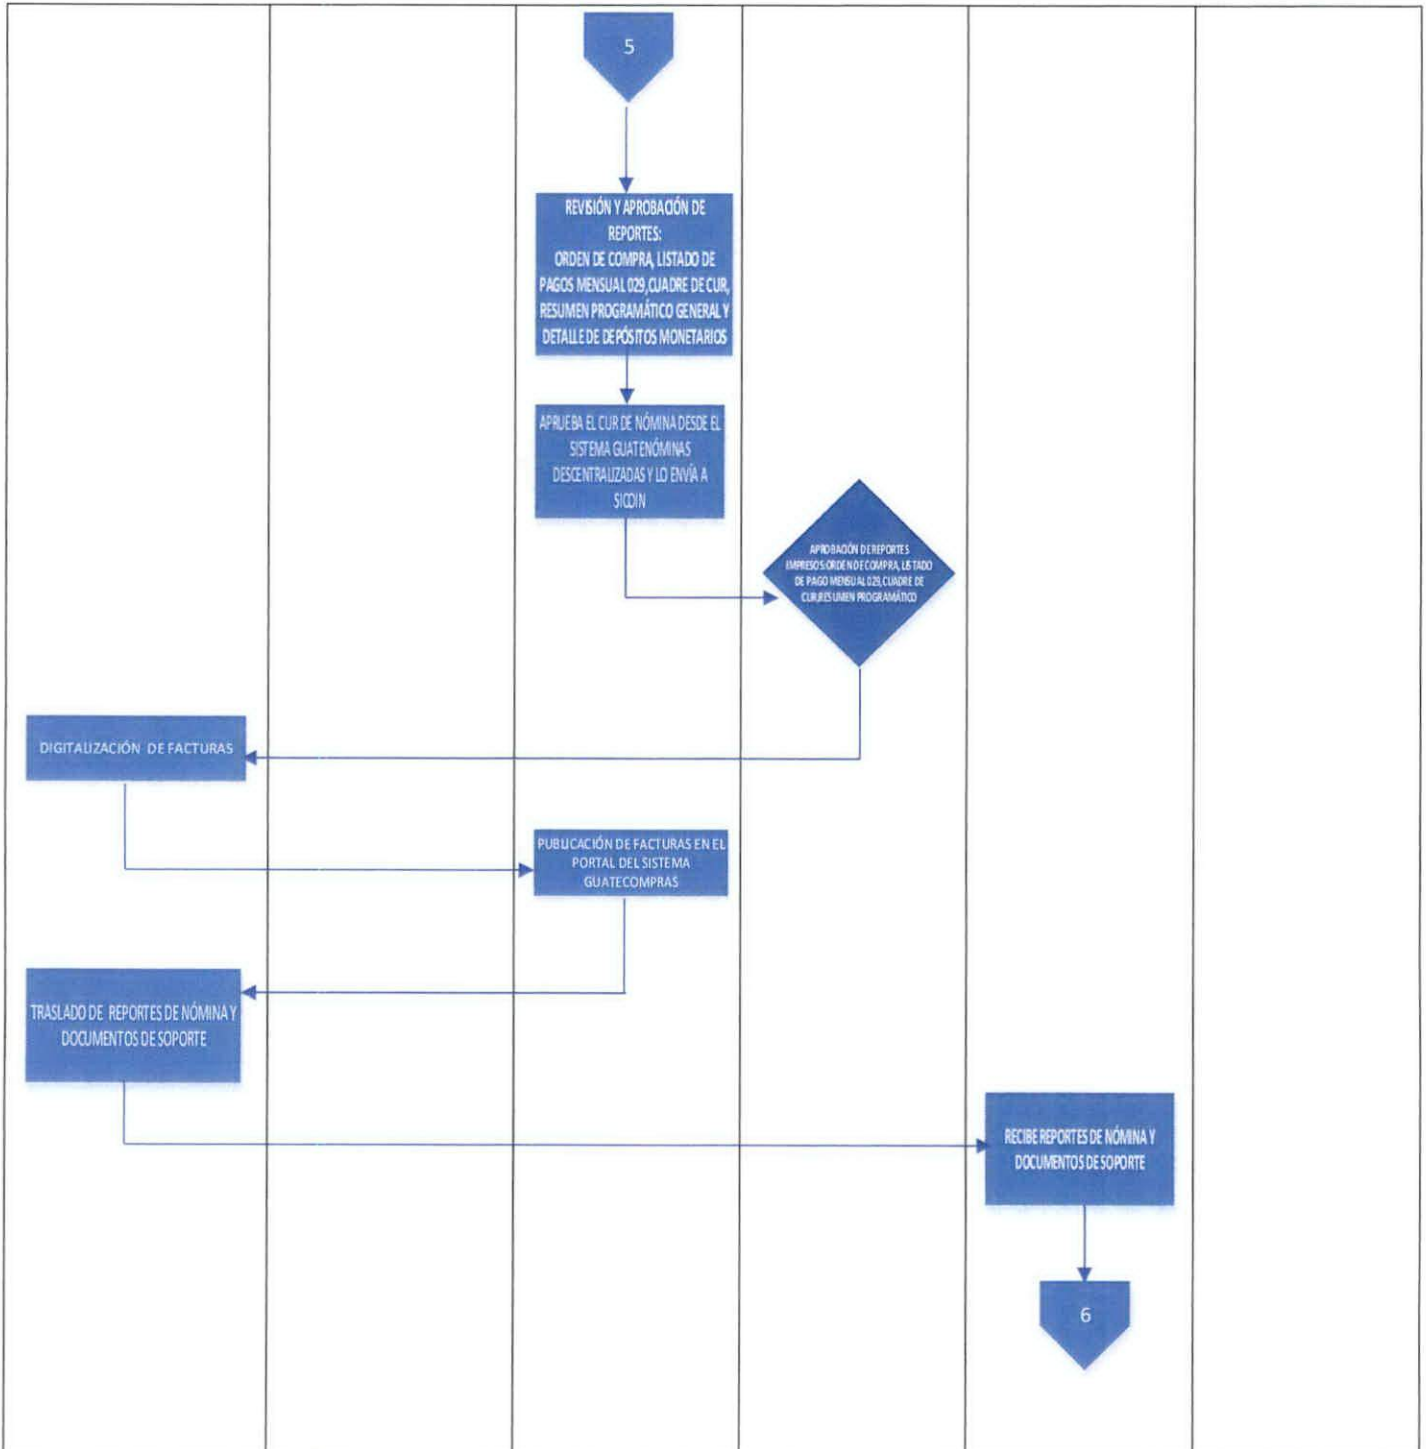 5
REVISIÓN Y APROBACIÓN DE
REPORTES:
ORDEN DE COMPRA, LISTADO DE
PAGOS MENSUAL 029,CUADRE DE CUR,
RESUMEN PROGRAMÁTICO GENERAL Y
DETALLE DE DEPÓSITOS MONETARIOS
APRUEBA EL CUR DE NÓMINA DESDE EL
SISTEMA GUATENÓMINAS
DESCENTRALIZADAS Y LO ENVÍA A
SICOIN
APROBACIÓN DE REPORTES
IMPRESOS:ORDEN DE COMPRA, LISTADO
DE PAGO MENSUAL 029,CUADRE DE
CUR,RESUMEN PROGRAMÁTICO
DIGITALIZACIÓN DE FACTURAS
PUBLICACIÓN DE FACTURAS EN EL
PORTAL DEL SISTEMA
GUATECOMPRAS
TRASLADO DE REPORTES DE NÓMINA Y
DOCUMENTOS DE SOPORTE
RECIBE REPORTES DE NÓMINA Y
DOCUMENTOS DE SOPORTE
6